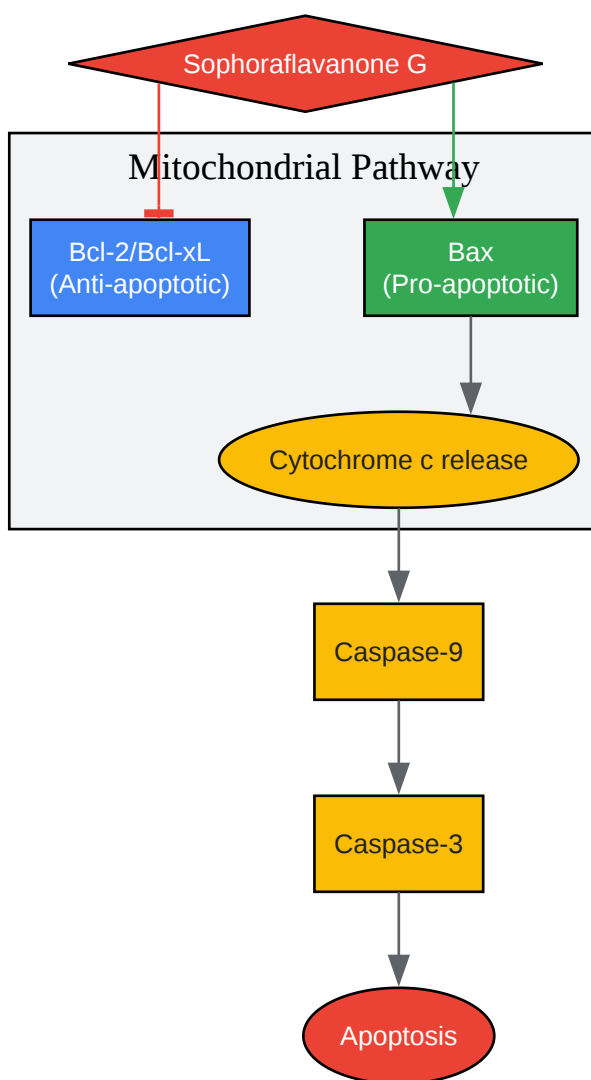 Sophoraflavanone G
Mitochondrial Pathway
Bcl-2/Bcl-xL
(Anti-apoptotic)
Bax
(Pro-apoptotic)
Cytochrome c release
Caspase-9
Caspase-3
Apoptosis